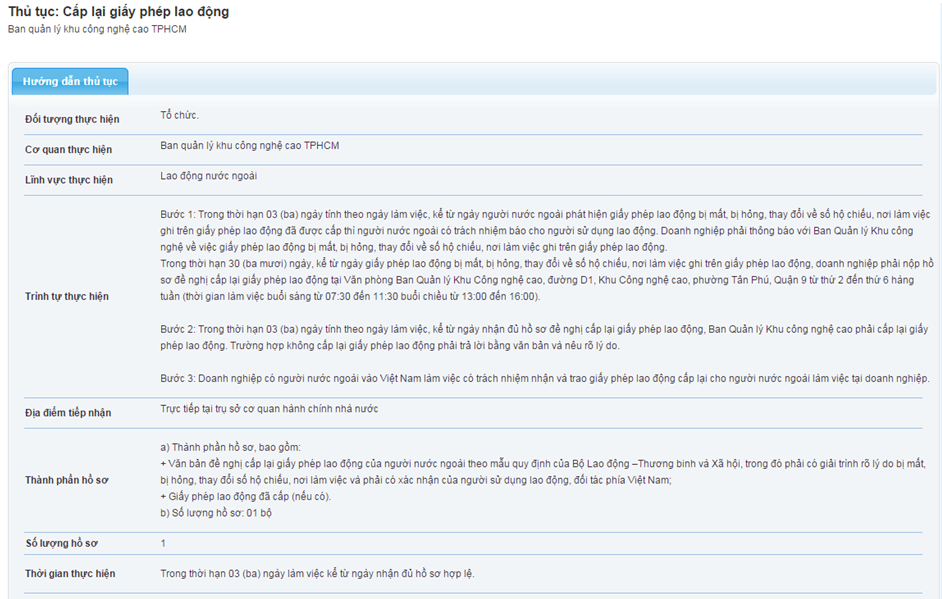 Thủ tục: Cấp lại giấy phép lao động
Ban quản lý khu công nghệ cao TPHCM
Hướng dẫn thủ tục
Đối tượng thực hiện
Tổ chức.
Cơ quan thực hiện
Ban quản lý khu công nghệ cao TPHCM
Lĩnh vực thực hiện
Lao động nước ngoài
Trình tự thực hiện
Bước 1: Trong thời hạn 03 (ba) ngày tính theo ngày làm việc, kể từ ngày người nước ngoài phát hiện giấy phép lao động bị mất, bị hỏng, thay đổi về số hộ chiếu, nơi làm việc
ghi trên giấy phép lao động đã được cấp thì người nước ngoài có trách nhiệm báo cho người sử dụng lao động. Doanh nghiệp phải thông báo với Ban Quản lý Khu công
nghệ về việc giấy phép lao động bị mất, bị hỏng, thay đổi về số hộ chiếu, nơi làm việc ghi trên giấy phép lao động.
Trong thời hạn 30 (ba mươi) ngày, kể từ ngày giấy phép lao động bị mất, bị hỏng, thay đổi về số hộ chiếu, nơi làm việc ghi trên giấy phép lao động, doanh nghiệp phải nộp hồ
sơ đề nghị cấp lại giấy phép lao động tại Văn phòng Ban Quản lý Khu Công nghệ cao, đường D1, Khu Công nghệ cao, phường Tân Phú, Quận 9 từ thứ 2 đến thứ 6 hàng
tuần (thời gian làm việc buổi sáng từ 07:30 đến 11:30 buổi chiều từ 13:00 đến 16:00).
Bước 2: Trong thời hạn 03 (ba) ngày tính theo ngày làm việc, kể từ ngày nhận đủ hồ sơ đề nghị cấp lại giấy phép lao động, Ban Quản lý Khu công nghệ cao phải cấp lại giấy
phép lao động. Trường hợp không cấp lại giấy phép lao động phải trả lời bằng văn bản và nêu rõ lý do.
Bước 3: Doanh nghiệp có người nước ngoài vào Việt Nam làm việc có trách nhiệm nhận và trao giấy phép lao động cấp lại cho người nước ngoài làm việc tại doanh nghiệp.
Địa điểm tiếp nhận
Trực tiếp tại trụ sở cơ quan hành chính nhà nước
Thành phần hồ sơ
a) Thành phần hồ sơ, bao gồm:
+ Văn bản đề nghị cấp lại giấy phép lao động của người nước ngoài theo mẫu quy định của Bộ Lao động –Thương binh và Xã hội, trong đó phải có giải trình rõ lý do bị mất,
bị hỏng, thay đổi số hộ chiếu, nơi làm việc và phải có xác nhận của người sử dụng lao động, đối tác phía Việt Nam;
+ Giấy phép lao động đã cấp (nếu có).
b) Số lượng hồ sơ: 01 bộ
Số lượng hồ sơ
1
Thời gian thực hiện
Trong thời hạn 03 (ba) ngày làm việc kể từ ngày nhận đủ hồ sơ hợp lệ.